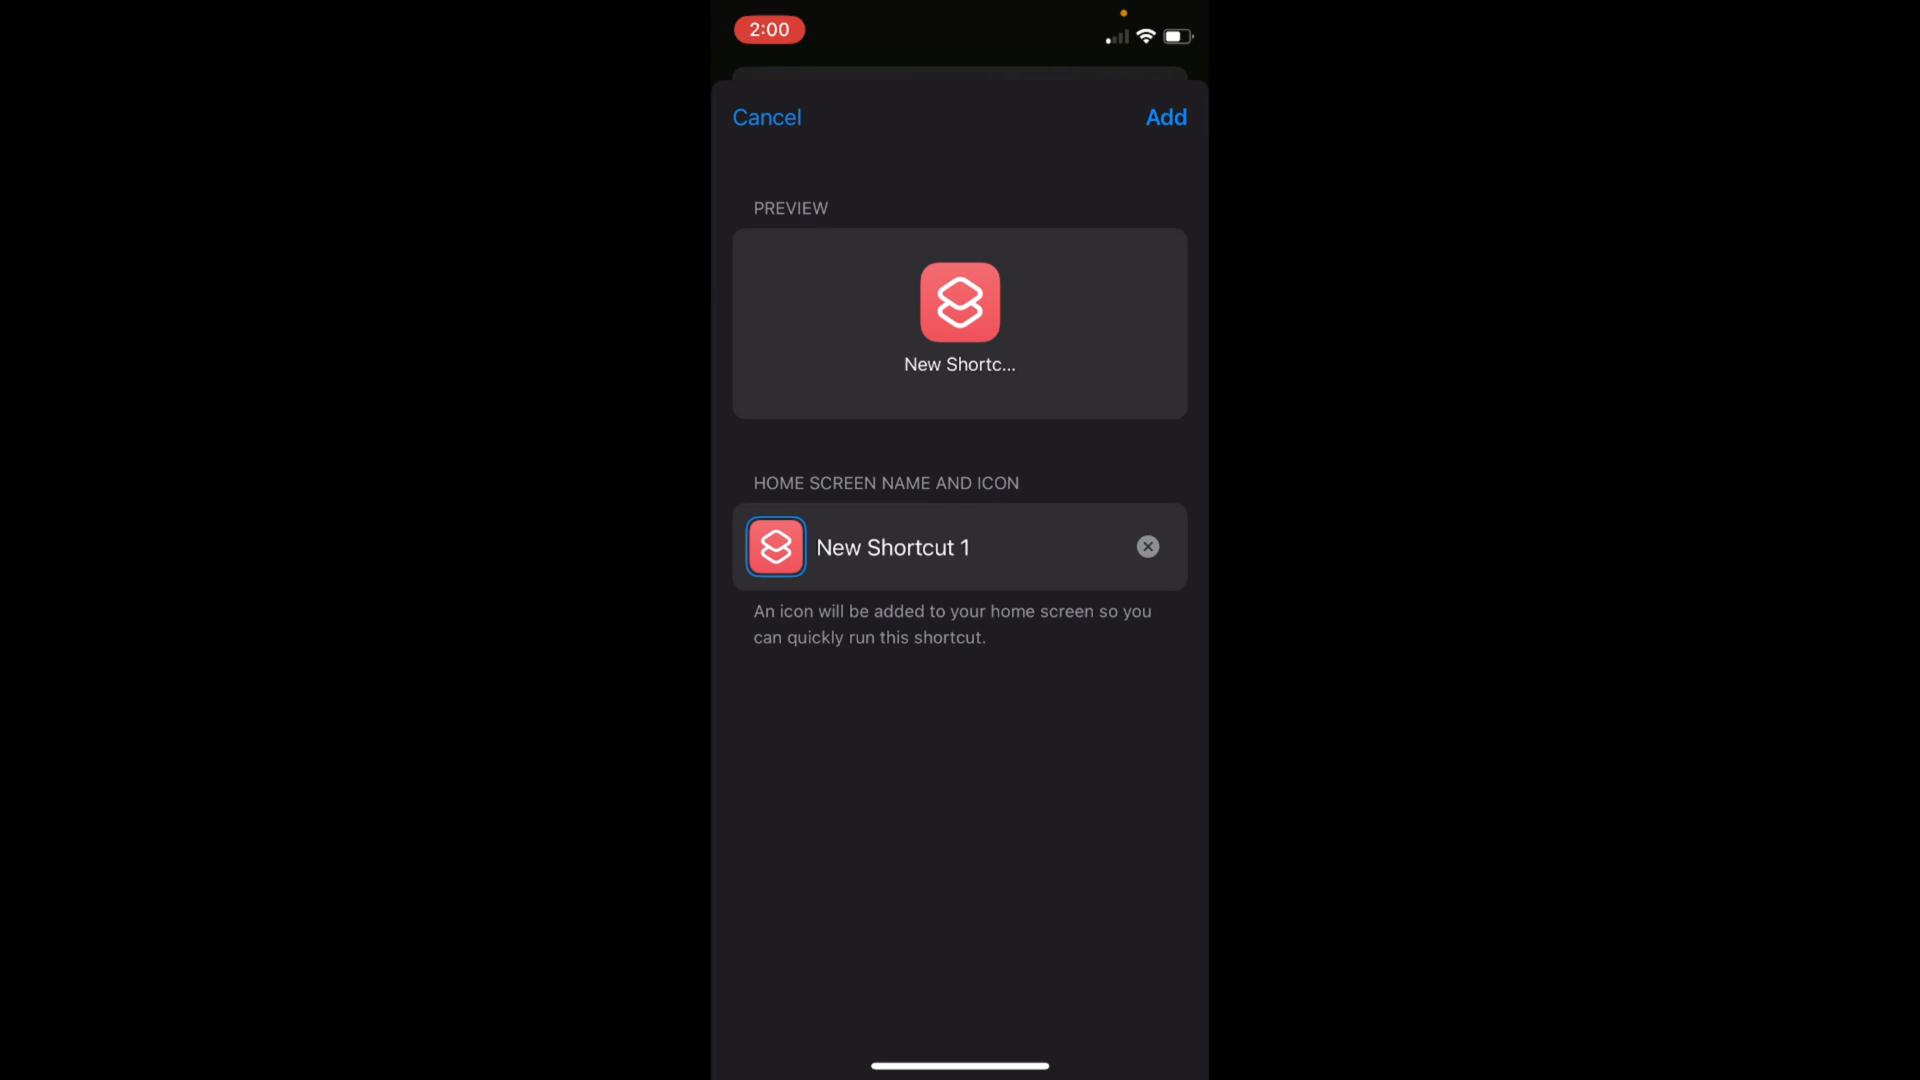 2:00
Cancel
Add
PREVIEW
New Shortc...
HOME SCREEN NAME AND ICON
New Shortcut 1
An icon will be added to your home screen so you
can quickly run this shortcut.